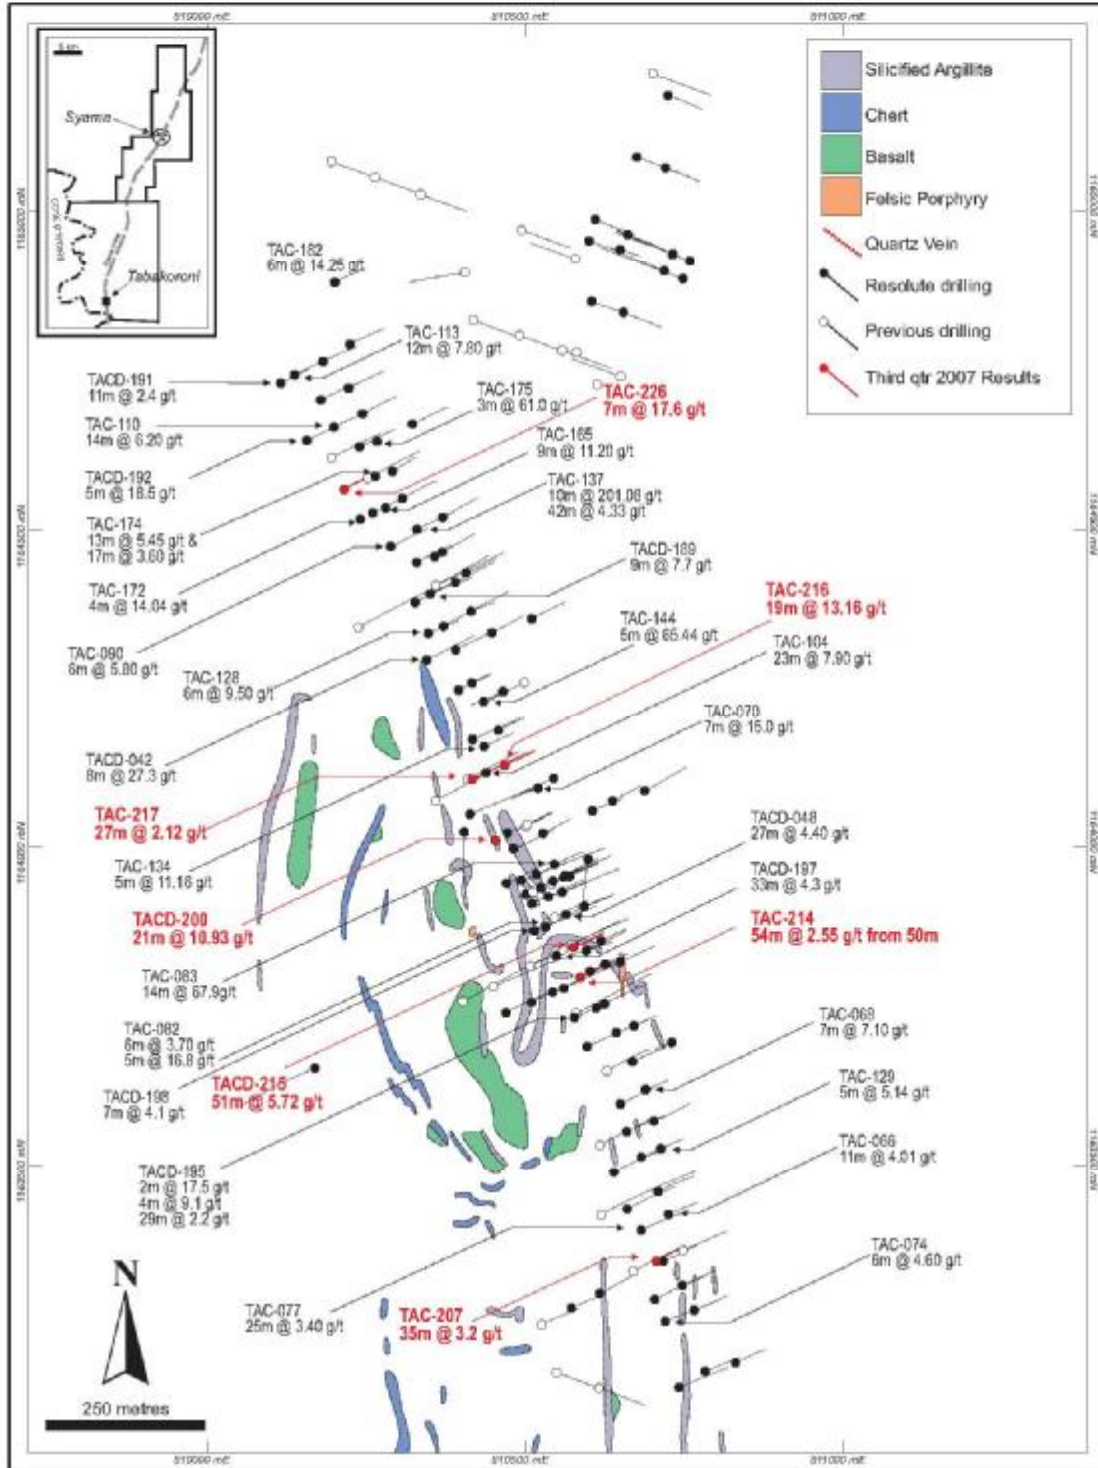 810500 mE
811000 mE
5 km
Syama
Tabakoroni
Silicified Argillite
Chert
Basalt
Felsic Porphyry
Quartz Vein
Resolute drilling
Previous drilling
Third qtr 2007 Results
TAC-182
6m @ 14.25 g/t
TAC-113
12m @ 7.80 g/t
TACD-191
11m @ 2.4 g/t
TAC-175
3m @ 61.0 g/t
TAC-226
7m @ 17.6 g/t
TAC-110
14m @ 6.20 g/t
TAC-165
9m @ 11.20 g/t
TACD-192
5m @ 18.5 g/t
TAC-137
10m @ 201.08 g/t
42m @ 4.33 g/t
TAC-174
13m @ 5.45 g/t &
17m @ 3.60 g/t
TACD-189
9m @ 7.7 g/t
TAC-172
4m @ 14.04 g/t
TAC-216
19m @ 13.16 g/t
TAC-144
5m @ 65.44 g/t
TAC-104
23m @ 7.90 g/t
TAC-090
6m @ 5.80 g/t
TAC-128
6m @ 9.50 g/t
TAC-070
7m @ 15.0 g/t
TACD-042
8m @ 27.3 g/t
TAC-217
27m @ 2.12 g/t
TACD-048
27m @ 4.40 g/t
TAC-134
5m @ 11.16 g/t
TACD-197
33m @ 4.3 g/t
TACD-200
21m @ 10.93 g/t
TAC-214
54m @ 2.55 g/t from 50m
TAC-083
14m @ 67.9g/t
TAC-082
6m @ 3.70 g/t
5m @ 16.8 g/t
TAC-068
7m @ 7.10 g/t
TACD-215
51m @ 5.72 g/t
TACD-198
7m @ 4.1 g/t
TAC-129
5m @ 5.14 g/t
TAC-066
11m @ 4.01 g/t
TACD-195
2m @ 17.5 g/t
4m @ 9.1 g/t
29m @ 2.2 g/t
TAC-074
6m @ 4.60 g/t
N
TAC-077
25m @ 3.40 g/t
TAC-207
35m @ 3.2 g/t
250 metres
810500 mE
811000 mE